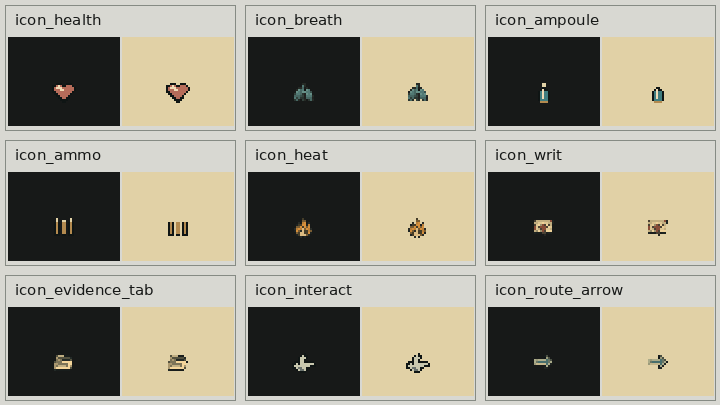 icon_health
icon_breath
icon_ampoule
icon_ammo
icon_heat
icon_writ
icon_evidence_tab
icon_interact
icon_route_arrow